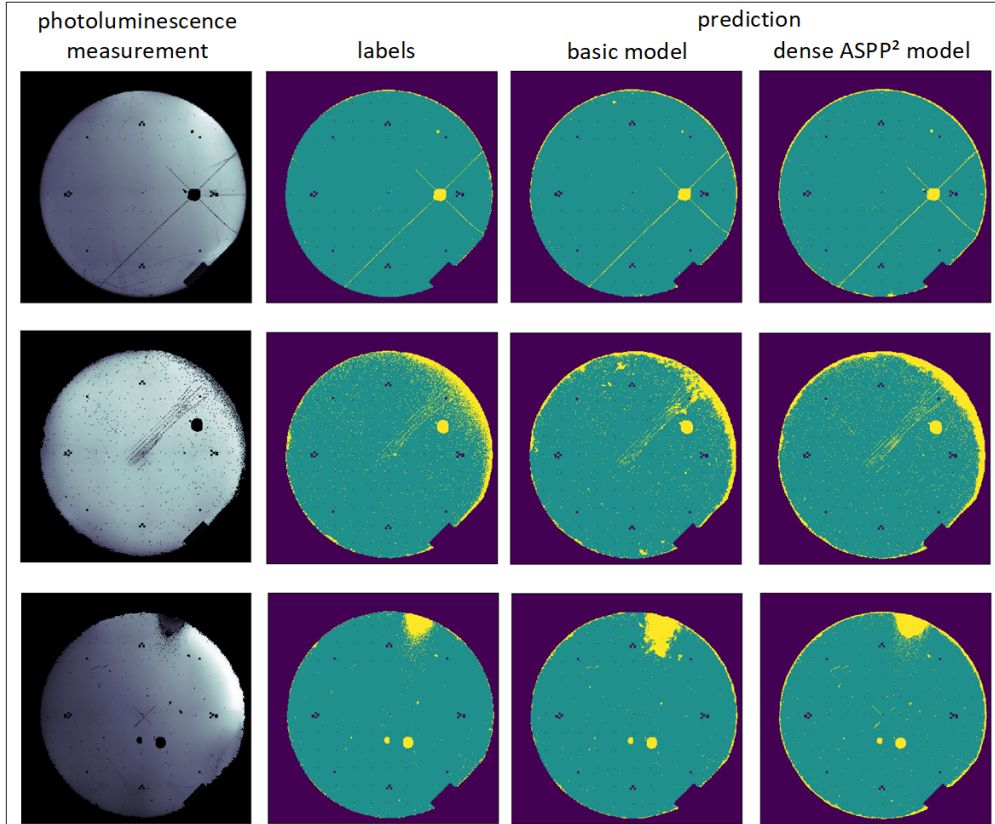 photoluminescence
measurement
labels
prediction
basic model
dense ASPP² model